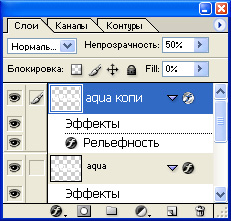 Слои Каналы Контуры
Нормаль... Непрозрачность: 50%
Блокировка: Fill: 0%
aqua копи
Эффекты
Рельефность
aqua
Эффекты